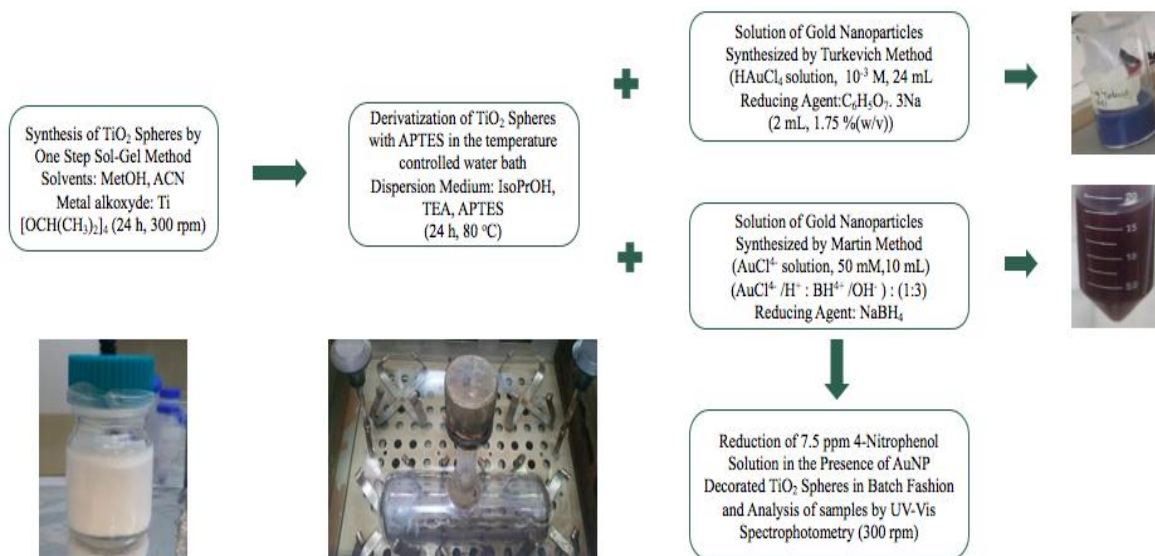 Synthesis of TiO₂ Spheres by
One Step Sol-Gel Method
Solvents: MetOH, ACN
Metal alkoxyde: Ti
[OCH(CH₃)₂]₄ (24 h, 300 rpm)
Derivatization of TiO₂ Spheres
with APTES in the temperature
controlled water bath
Dispersion Medium: IsoPrOH,
TEA, APTES
(24 h, 80 °C)
Solution of Gold Nanoparticles
Synthesized by Turkevich Method
(HAuCl₄ solution, 10⁻³ M, 24 mL
Reducing Agent:C₆H₅O₇. 3Na
(2 mL, 1.75 %(w/v))
Solution of Gold Nanoparticles
Synthesized by Martin Method
(AuCl⁴⁻ solution, 50 mM,10 mL)
(AuCl⁴⁻ /H⁺ : BH⁴⁺ /OH⁻ ) : (1:3)
Reducing Agent: NaBH₄
20
15
10
Reduction of 7.5 ppm 4-Nitrophenol
Solution in the Presence of AuNP
Decorated TiO₂ Spheres in Batch Fashion
and Analysis of samples by UV-Vis
Spectrophotometry (300 rpm)